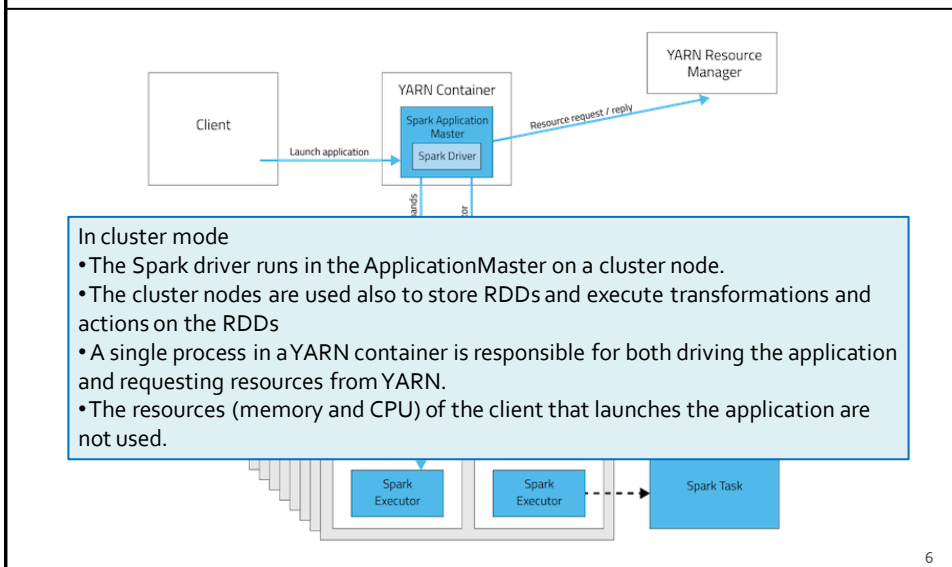 YARN Resource
Manager
Client
YARN Container
Spark Application
Master
Spark Driver
Launch application
Resource request / reply
In cluster mode
•The Spark driver runs in the ApplicationMaster on a cluster node.
•The cluster nodes are used also to store RDDs and execute transformations and
actions on the RDDs
•A single process in a YARN container is responsible for both driving the application
and requesting resources from YARN.
•The resources (memory and CPU) of the client that launches the application are
not used.
Spark
Executor
Spark
Executor
Spark Task
6